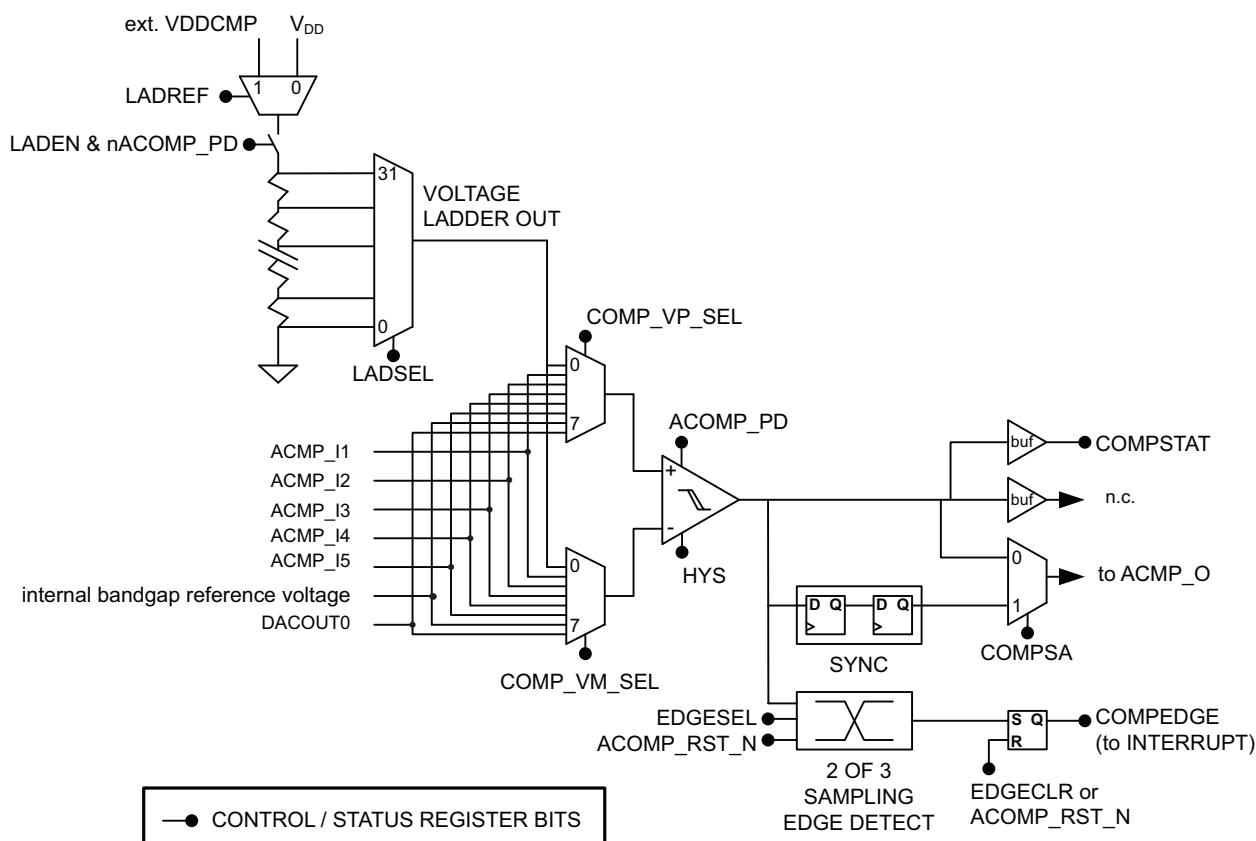 ext. VDDCMP
VDD
1 0
LADREF
LADEN & nACOMP_PD
31
VOLTAGE
LADDER OUT
0
LADSEL
COMP_VP_SEL
0
7
ACMP_I1
ACMP_I2
ACMP_I3
ACMP_I4
ACMP_I5
internal bandgap reference voltage
DACOUT0
0
7
COMP_VM_SEL
ACOMP_PD
+
-
HYS
buf
COMPSTAT
buf
n.c.
0
1
to ACMP_O
COMPSA
D Q
D Q
SYNC
EDGESEL
ACOMP_RST_N
2 OF 3
SAMPLING
EDGE DETECT
S Q
R
COMPEDGE
(to INTERRUPT)
EDGECLR or
ACOMP_RST_N
CONTROL / STATUS REGISTER BITS